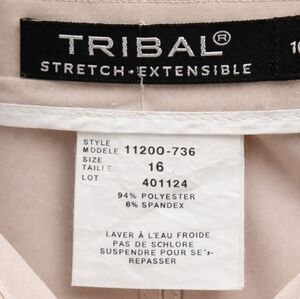 TRIBAL®
STRETCH-EXTENSIBLE
STYLE
MODELE 11200-736
SIZE
TAILLE 16
LOT 401124
94% POLYESTER
6% SPANDEX
LAVER À L'EAU FROIDE
PAS DE SCHLORE
SUSPENDRE POUR SE
REPASSER